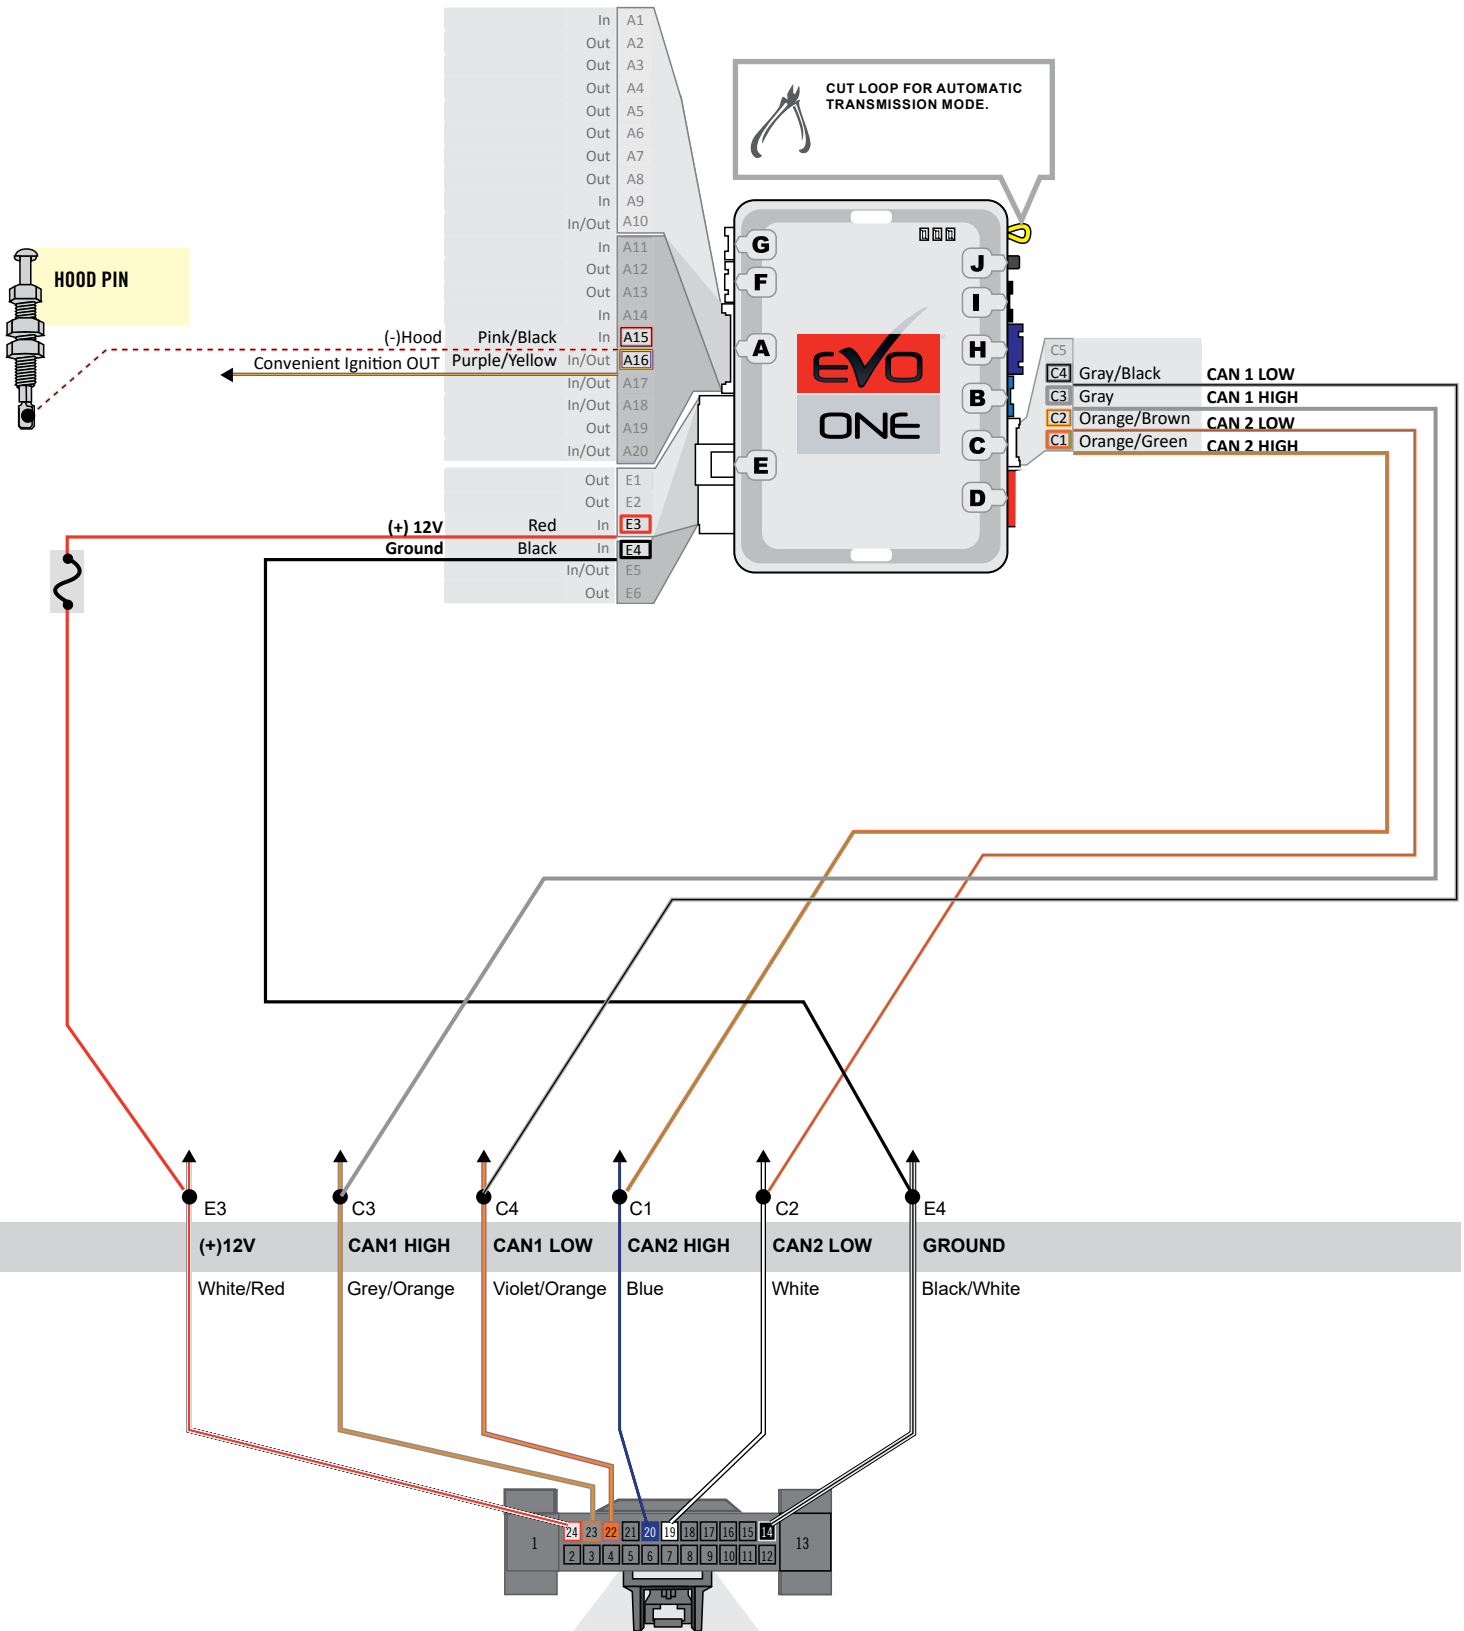 In A1
Out A2
Out A3
Out A4
Out A5
Out A6
Out A7
Out A8
In A9
In/Out A10
In A11
Out A12
Out A13
In A14
(-)Hood Pink/Black In A15
Convenient Ignition OUT Purple/Yellow In/Out A16
In/Out A17
In/Out A18
Out A19
In/Out A20
Out E1
Out E2
(+) 12V Red In E3
Ground Black In E4
In/Out E5
Out E6
HOOD PIN
CUT LOOP FOR AUTOMATIC
TRANSMISSION MODE.
G
F
A
E
J
I
H
B
C
D
EVO
ONE
C5
C4 Gray/Black CAN 1 LOW
C3 Gray CAN 1 HIGH
C2 Orange/Brown CAN 2 LOW
C1 Orange/Green CAN 2 HIGH
E3 C3 C4 C1 C2 E4
(+)12V CAN1 HIGH CAN1 LOW CAN2 HIGH CAN2 LOW GROUND
White/Red Grey/Orange Violet/Orange Blue White Black/White
1 24 23 22 21 20 19 18 17 16 15 14 13
2 3 4 5 6 7 8 9 10 11 12